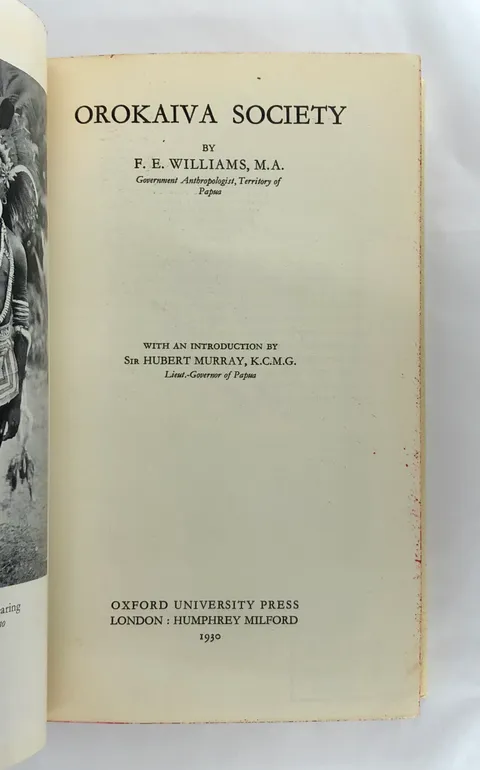 OROKAIVA SOCIETY
BY
F. E. WILLIAMS, M.A.
Government Anthropologist, Territory of
Papua
WITH AN INTRODUCTION BY
Sir HUBERT MURRAY, K.C.M.G.
Lieut.-Governor of Papua
OXFORD UNIVERSITY PRESS
LONDON : HUMPHREY MILFORD
1930